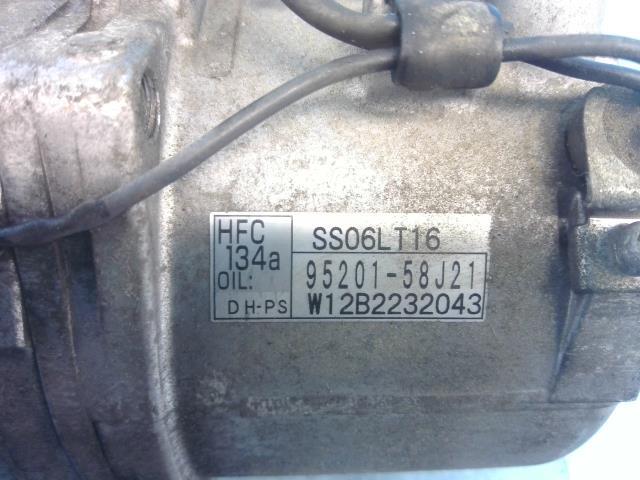 HFC
134a
OIL:
DH-PS
SS06LT16
95201-58J21
W12B2232043